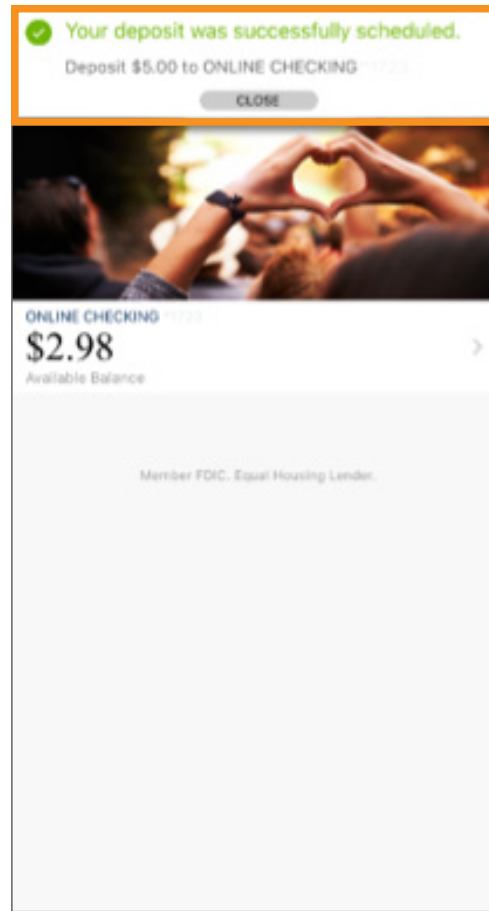 Your deposit was successfully scheduled.
Deposit $5.00 to ONLINE CHECKING
CLOSE
ONLINE CHECKING
$2.98
Available Balance
Member FDIC. Equal Housing Lender.